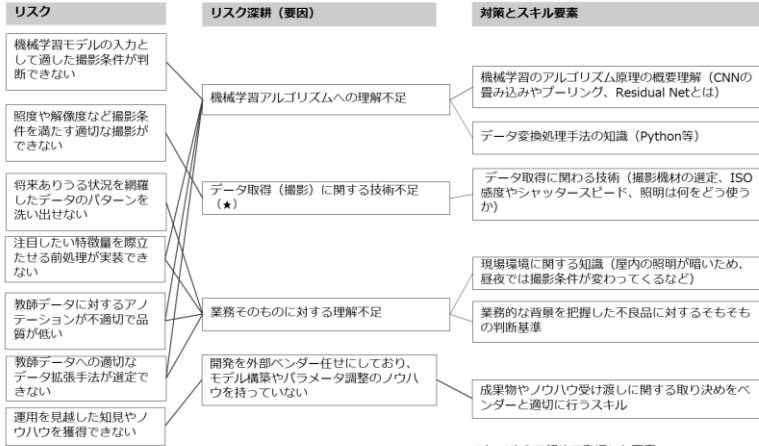 リスク
リスク深耕（要因）
対策とスキル要素
機械学習モデルの入力と
して適した撮影条件が判
断できない
照度や解像度など撮影条
件を満たす適切な撮影が
できない
将来ありうる状況を網羅
したデータのパターンを
洗い出せない
注目したい特徴量を際立
たせる前処理が実装でき
ない
教師データに対するアノ
テーションが不適切で品
質が低い
教師データへの適切な
データ拡張手法が選定で
きない
運用を見越した知見やノ
ウハウを獲得できない
機械学習アルゴリズムへの理解不足
データ取得（撮影）に関する技術不足
（★）
業務そのものに対する理解不足
開発を外部ベンダー任せにしており、
モデル構築やパラメータ調整のノウハ
ウを持っていない
機械学習のアルゴリズム原理の概要理解（CNNの
畳み込みやプーリング、Residual Netとは）
データ変換処理手法の知識（Python等）
データ取得に関わる技術（撮影機材の選定、ISO
感度やシャッタースピード、照明は何をどう使う
か）
現場環境に関する知識（屋内の照明が暗いため、
昼夜では撮影条件が変わってくるなど）
業務的な背景を把握した不良品に対するそもそも
の判断基準
成果物やノウハウ受け渡しに関する取り決めをベ
ンダーと適切に行うスキル